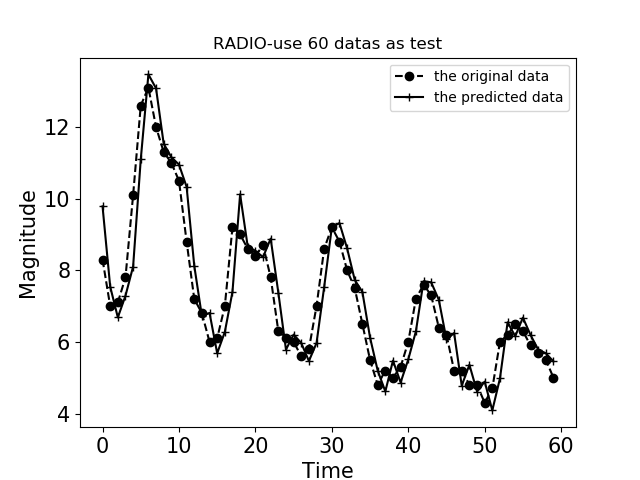 RADIO-use 60 datas as test
the original data
the predicted data
12
10
8
6
4
Magnitude
0 10 20 30 40 50 60
Time